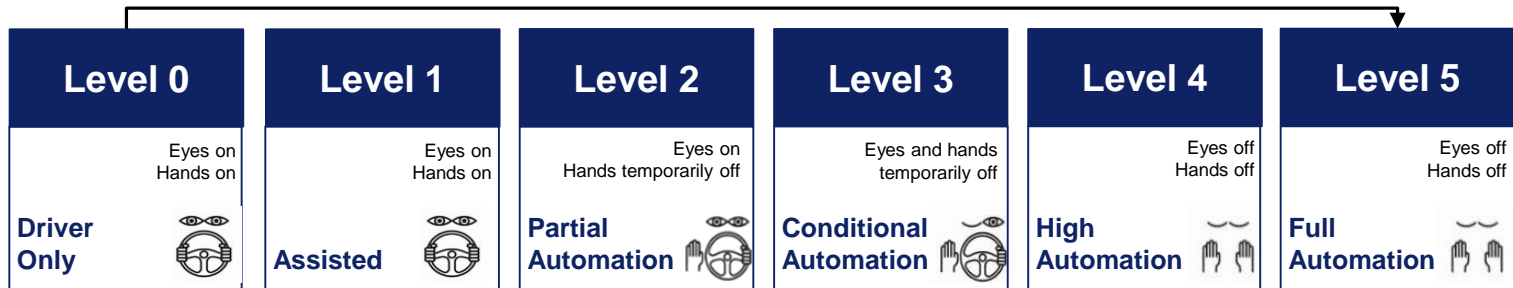 Level 0
Eyes on
Hands on
Driver
Only
Level 1
Eyes on
Hands on
Assisted
Level 2
Eyes on
Hands temporarily off
Partial
Automation
Level 3
Eyes and hands
temporarily off
Conditional
Automation
Level 4
Eyes off
Hands off
High
Automation
Level 5
Eyes off
Hands off
Full
Automation